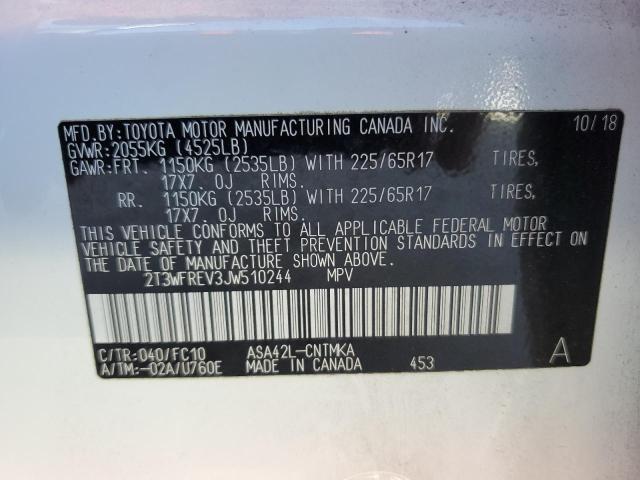 MFD.BY:TOYOTA MOTOR MANUFACTURING CANADA INC. 10/18
GVWR:2055KG (4525LB)
GAWR:FRT. 1150KG (2535LB) WITH 225/65R17 TIRES,
17X7.0J RIMS.
RR. 1150KG (2535LB) WITH 225/65R17 TIRES,
17X7.0J RIMS.
THIS VEHICLE CONFORMS TO ALL APPLICABLE FEDERAL MOTOR
VEHICLE SAFETY AND THEFT PREVENTION STANDARDS IN EFFECT ON
THE DATE OF MANUFACTURE SHOWN ABOVE.
2T3WFREV3JW510244 MPV
C/TR:040/FC10 ASA42L-CNTMKA A
A/TM:-02A/U760E MADE IN CANADA 453